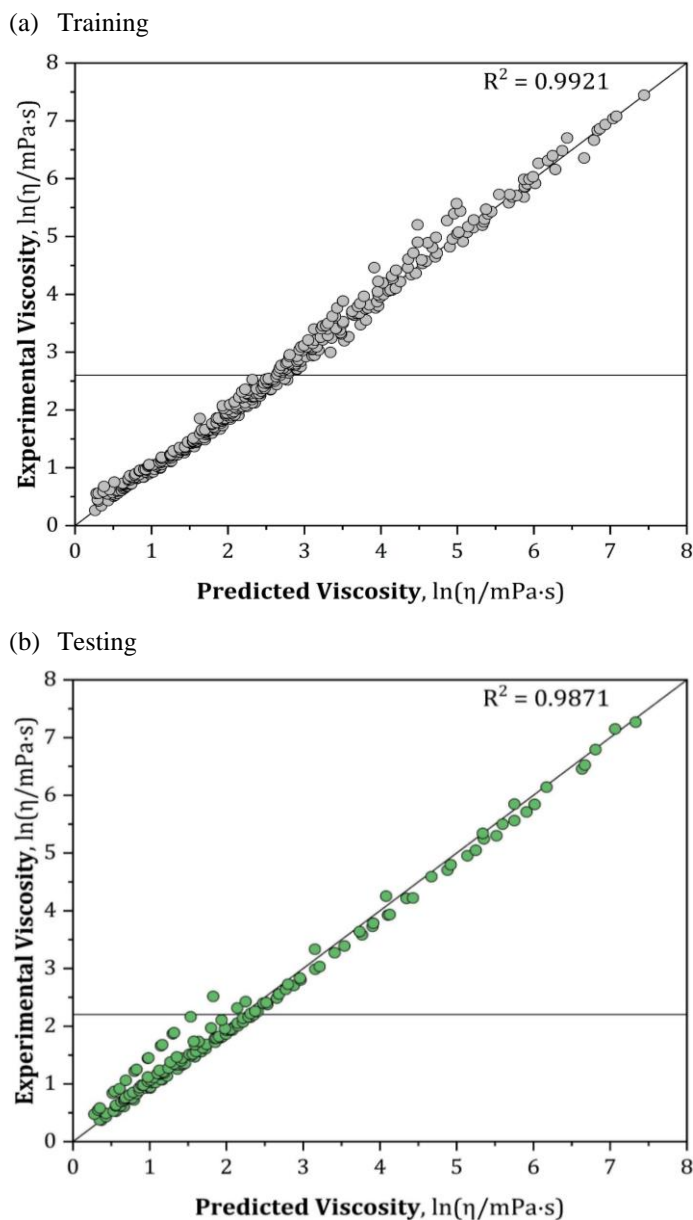 (a) Training
R² = 0.9921
Experimental Viscosity, ln(η/mPa·s)
8
7
6
5
4
3
2
1
0
0 1 2 3 4 5 6 7 8
Predicted Viscosity, ln(η/mPa·s)
(b) Testing
R² = 0.9871
Experimental Viscosity, ln(η/mPa·s)
8
7
6
5
4
3
2
1
0
0 1 2 3 4 5 6 7 8
Predicted Viscosity, ln(η/mPa·s)